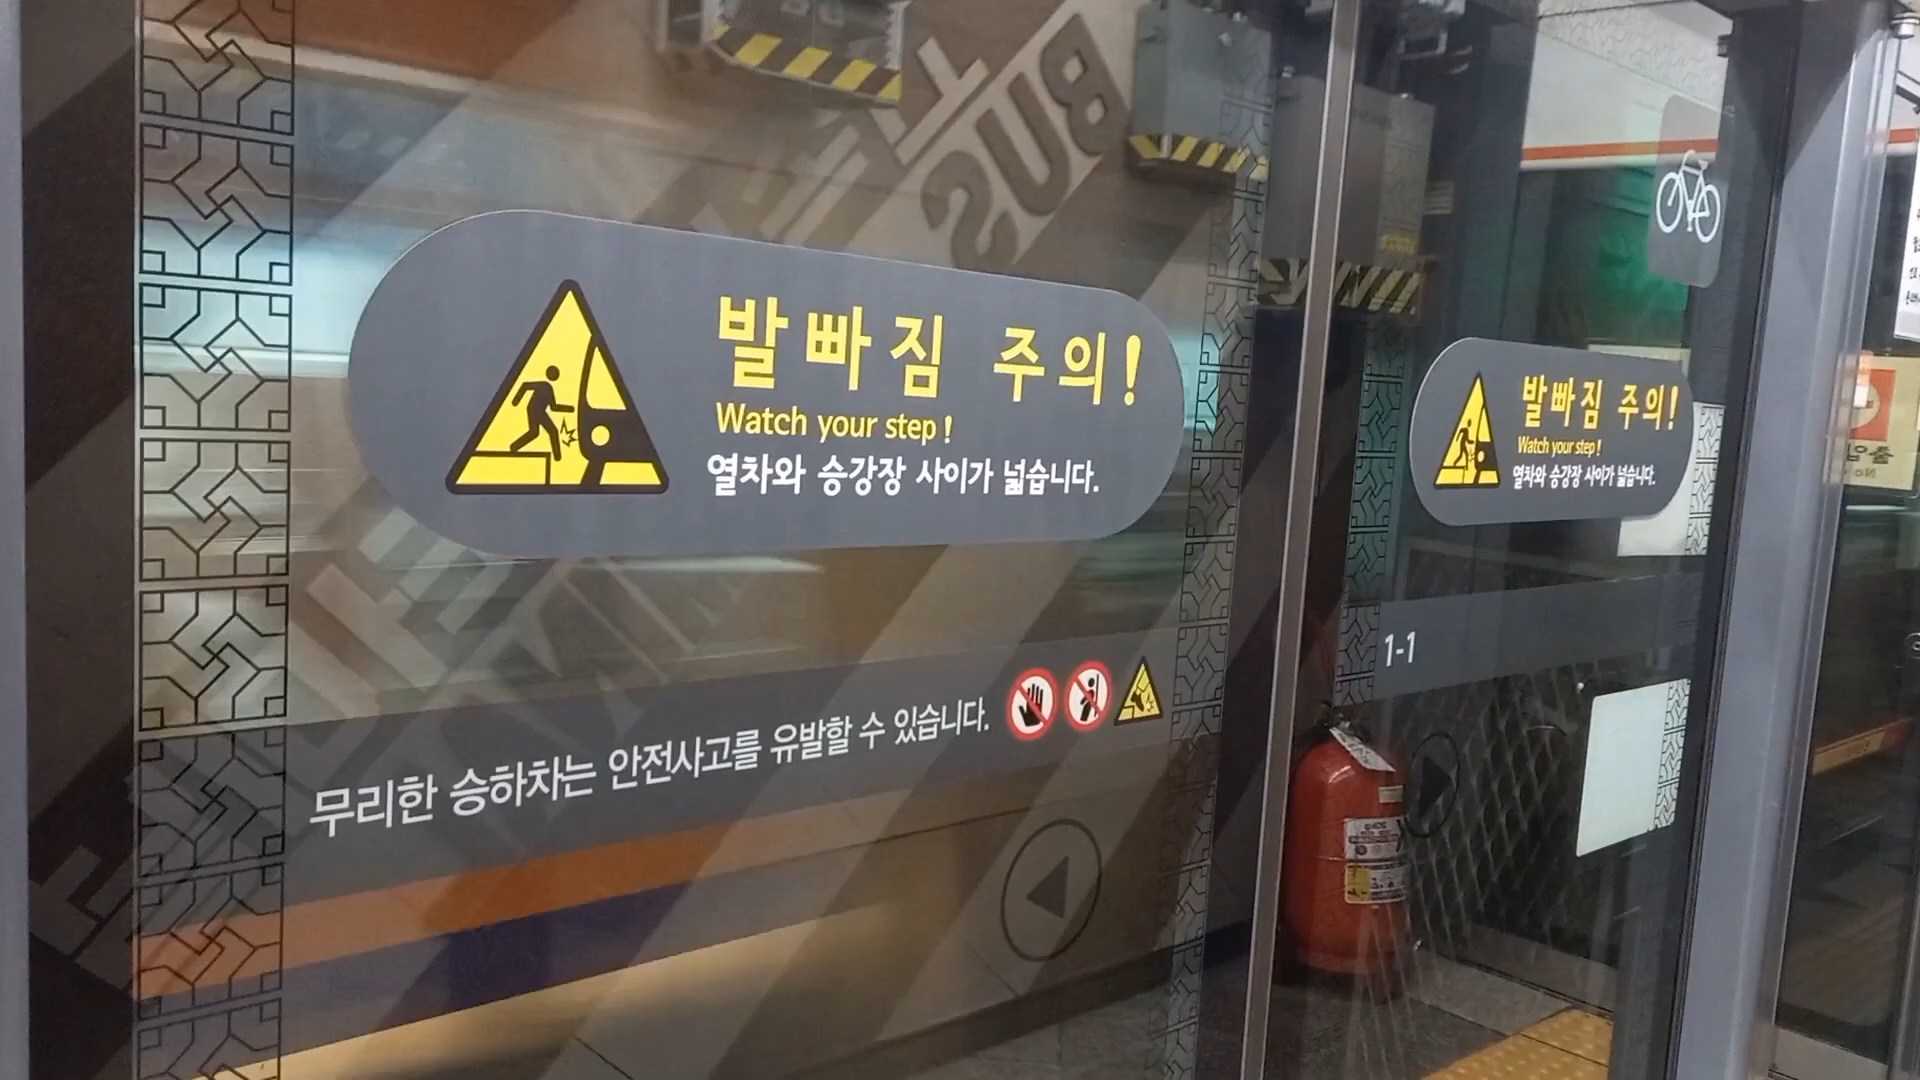 BUS
발빠짐 주의!
Watch your step!
열차와 승강장 사이가 넓습니다.
무리한 승하차는 안전사고를 유발할 수 있습니다.
발빠짐 주의!
Watch your step!
열차와 승강장 사이가 넓습니다.
1-1